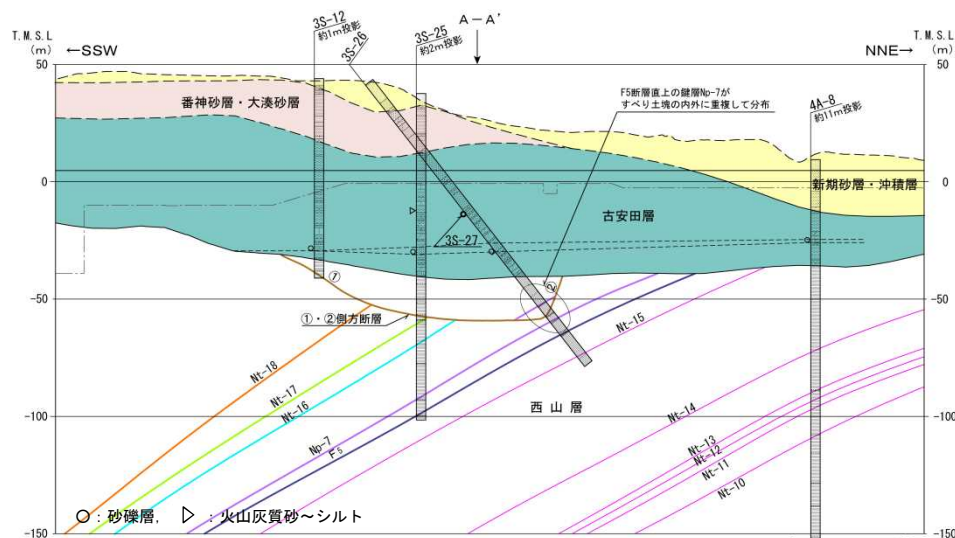 T.M.S.L
(m)
←SSW
3S-12
約1m投影
3S-26
3S-25
約2m投影
A－A'
NNE→
T.M.S.L
(m)
50
0
-50
-100
-150
50
0
-50
-100
-150
F5断層直上の鍵層Np-7が
すべり土塊の内外に重複して分布
4A-8
約11m投影
番神砂層・大湊砂層
新期砂層・沖積層
古安田層
3S-27
①
②
①・②側方断層
Nt-18
Nt-17
Nt-16
Np-7
F5
Nt-15
西山層
Nt-14
Nt-13
Nt-12
Nt-11
Nt-10
○：砂礫層, ▷：火山灰質砂～シルト